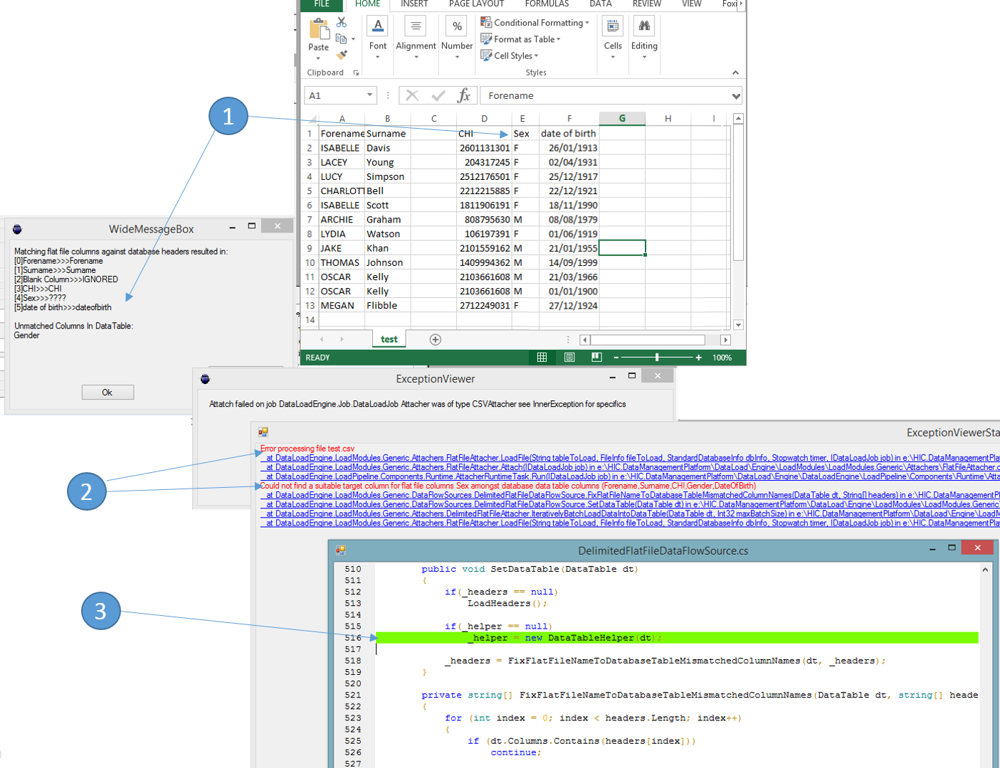 FILE HOME INSERT PAGE LAYOUT FORMULAS DATA REVIEW VIEW Foxi
Paste Font Alignment Number Conditional Formatting Format as Table Cell Styles Cells Editing
Clipboard Styles
A1 fx Forename
A B C D E F G H I
1 Forename Surname CHI Sex date of birth
2 ISABELLE Davis 2601131301 F 26/01/1913
3 LACEY Young 204317245 F 02/04/1931
4 LUCY Simpson 2512176501 F 25/12/1917
5 CHARLOTT Bell 2212215885 F 22/12/1921
6 ISABELLE Scott 1811906191 F 18/11/1990
7 ARCHIE Graham 808795630 M 08/08/1979
8 LYDIA Watson 106197391 F 01/06/1919
9 JAKE Khan 2101559162 M 21/01/1955
10 THOMAS Johnson 1409994362 M 14/09/1999
11 OSCAR Kelly 2103661608 M 21/03/1966
12 OSCAR Kelly 2103661608 M 01/01/1900
13 MEGAN Flibble 2712249031 F 27/12/1924
14
test
READY 100%
1
WideMessageBox
Matching flat file columns against database headers resulted in:
[0]Forename>>>Forename
[1]Surname>>>Surname
[2]Blank Column>>>IGNORED
[3]CHI>>>CHI
[4]Sex>>>????
[5]date of birth>>>dateofbirth
Unmatched Columns In DataTable:
Gender
Ok
ExceptionViewer
Attatch failed on job DataLoadEngine.Job.DataLoadJob Attacher was of type CSVAttacher see InnerException for specifics
2
ExceptionViewerSta
Error processing file test.csv
at DataLoadEngine.LoadModules.Generic.Attachers.FlatFileAttacher.LoadFile(String tableToLoad, FileInfo fileToLoad, StandardDatabaseInfo dbInfo, Stopwatch timer, IDataLoadJob job) in e:\HIC.DataManagementPlatform
at DataLoadEngine.LoadModules.Generic.Attachers.FlatFileAttacher.Attach(IDataLoadJob job) in e:\HIC.DataManagementPlatform\DataLoad\Engine\LoadModules\LoadModules.Generic\Attachers\FlatFileAttacher.c
at DataLoadEngine.LoadPipeline.Components.Runtime.AttacherRuntimeTask.Run(IDataLoadJob job) in e:\HIC.DataManagementPlatform\DataLoad\Engine\DataLoadEngine\LoadPipeline\Components\Runtime\Atta
Could not find a suitable target column for flat file columns Sex amongst database data table columns (Forename,Surname,CHI,Gender,DateOfBirth)
at DataLoadEngine.LoadModules.Generic.DataFlowSources.DelimitedFlatFileDataFlowSource.FixFlatFileNameToDatabaseTableMismatchedColumnNames(DataTable dt, String[] headers) in e:\HIC.DataManagementP
at DataLoadEngine.LoadModules.Generic.DataFlowSources.DelimitedFlatFileDataFlowSource.SetDataTable(DataTable dt) in e:\HIC.DataManagementPlatform\DataLoad\Engine\LoadModules\LoadModules.Generic\
at DataLoadEngine.LoadModules.Generic.Attachers.DelimitedFlatFileAttacher.IterativelyBatchLoadDataIntoDataTable(DataTable dt, Int32 maxBatchSize) in e:\HIC.DataManagementPlatform\DataLoad\Engine\LoadM
at DataLoadEngine.LoadModules.Generic.Attachers.FlatFileAttacher.LoadFile(String tableToLoad, FileInfo fileToLoad, StandardDatabaseInfo dbInfo, Stopwatch timer, IDataLoadJob job) in e:\HIC.DataManagementPlatf
3
DelimitedFlatFileDataFlowSource.cs
510 public void SetDataTable(DataTable dt)
511 {
512 if(_headers == null)
513 LoadHeaders();
514
515 if(_helper == null)
516 _helper = new DataTableHelper(dt);
517
518 _headers = FixFlatFileNameToDatabaseTableMismatchedColumnNames(dt, _headers);
519 }
520
521 private string[] FixFlatFileNameToDatabaseTableMismatchedColumnNames(DataTable dt, string[] heade
522 {
523 for (int index = 0; index < headers.Length; index++)
524 {
525 if (dt.Columns.Contains(headers[index]))
526 continue;
527